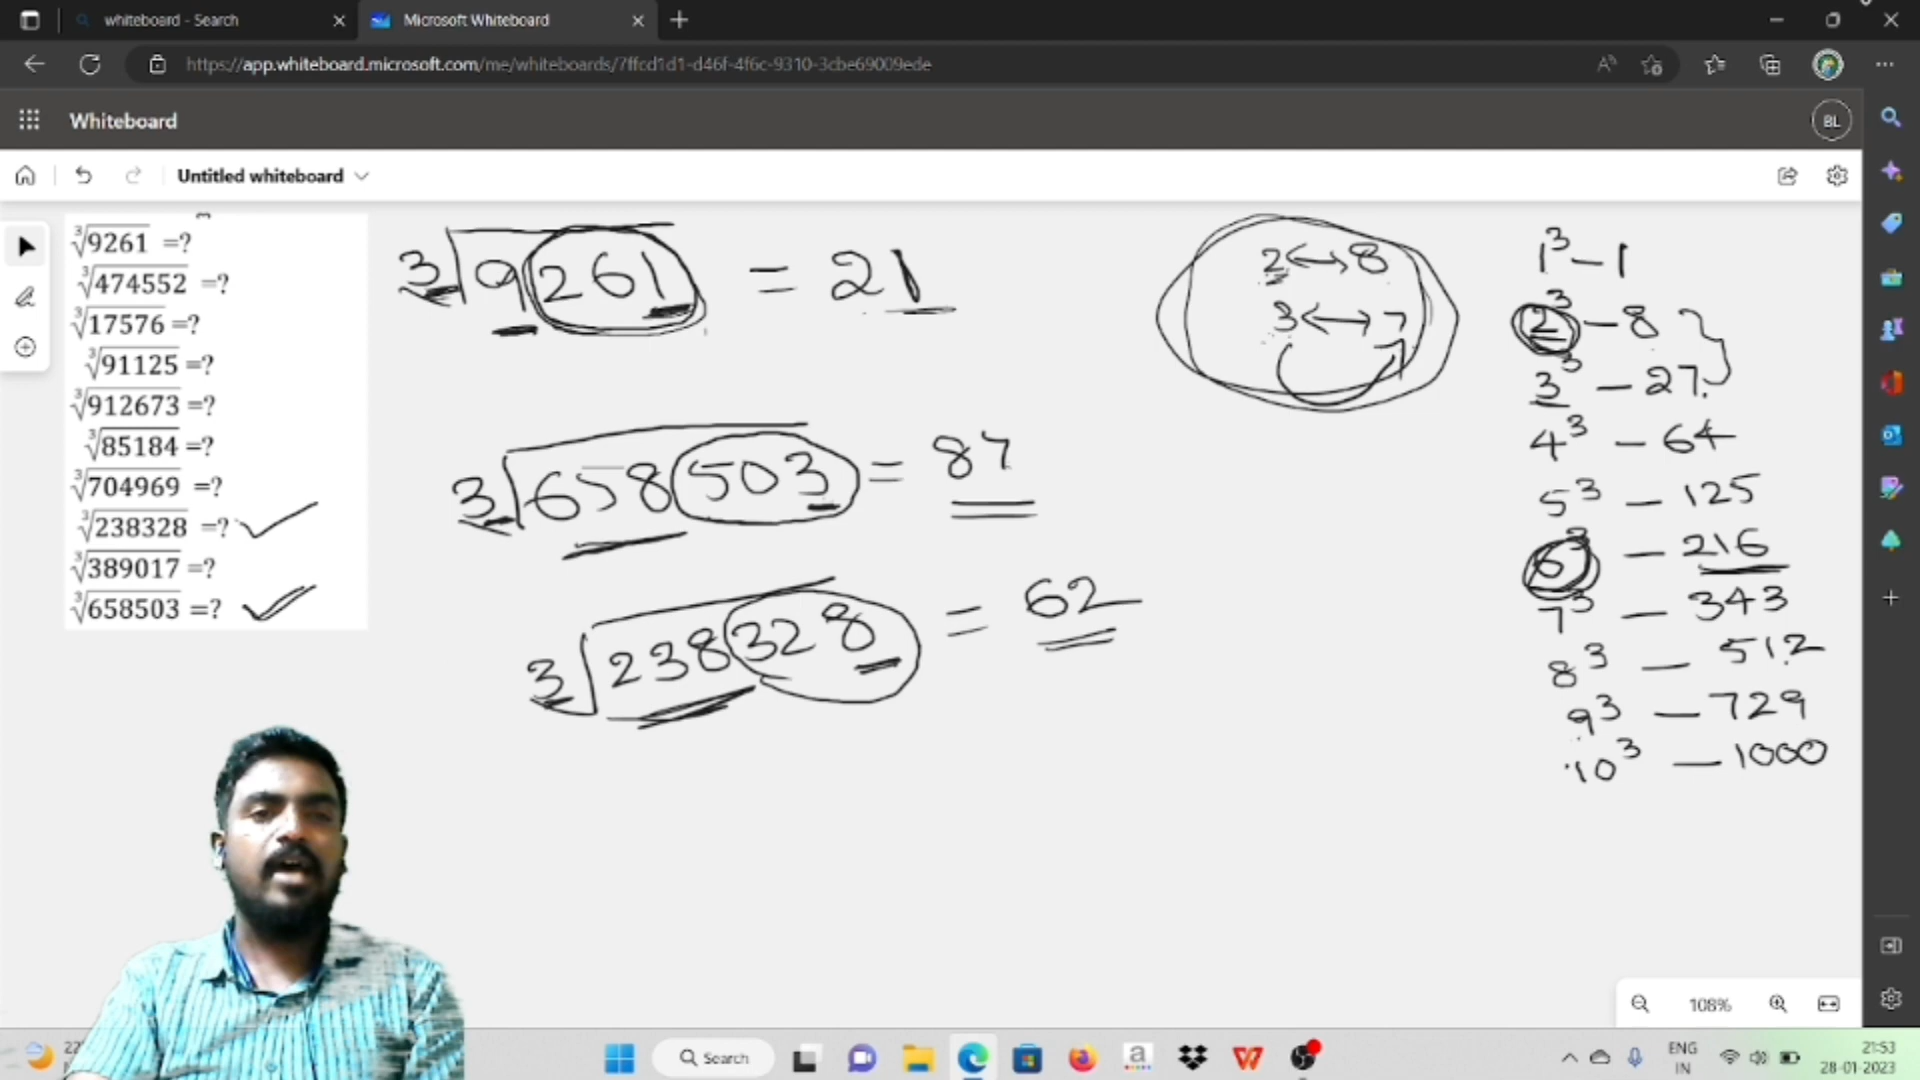 whiteboard - Search
Microsoft Whiteboard
https://app.whiteboard.microsoft.com/me/whiteboards/7ffcd1d1-d46f-4f6c-9310-3cbe69009ede
Whiteboard
BL
Untitled whiteboard
∛9261 =?
∛474552 =?
∛17576 =?
∛91125 =?
∛912673 =?
∛85184 =?
∛704969 =?
∛238328 =?
∛389017 =?
∛658503 =?
3√9261 = 21
3√658503 = 87
3√238328 = 62
2↔8
3↔7
1³ – 1
2³ – 8
3³ – 27
4³ – 64
5³ – 125
6³ – 216
7³ – 343
8³ – 512
9³ – 729
10³ – 1000
108%
Search
ENG
IN
21:53
28-01-2023